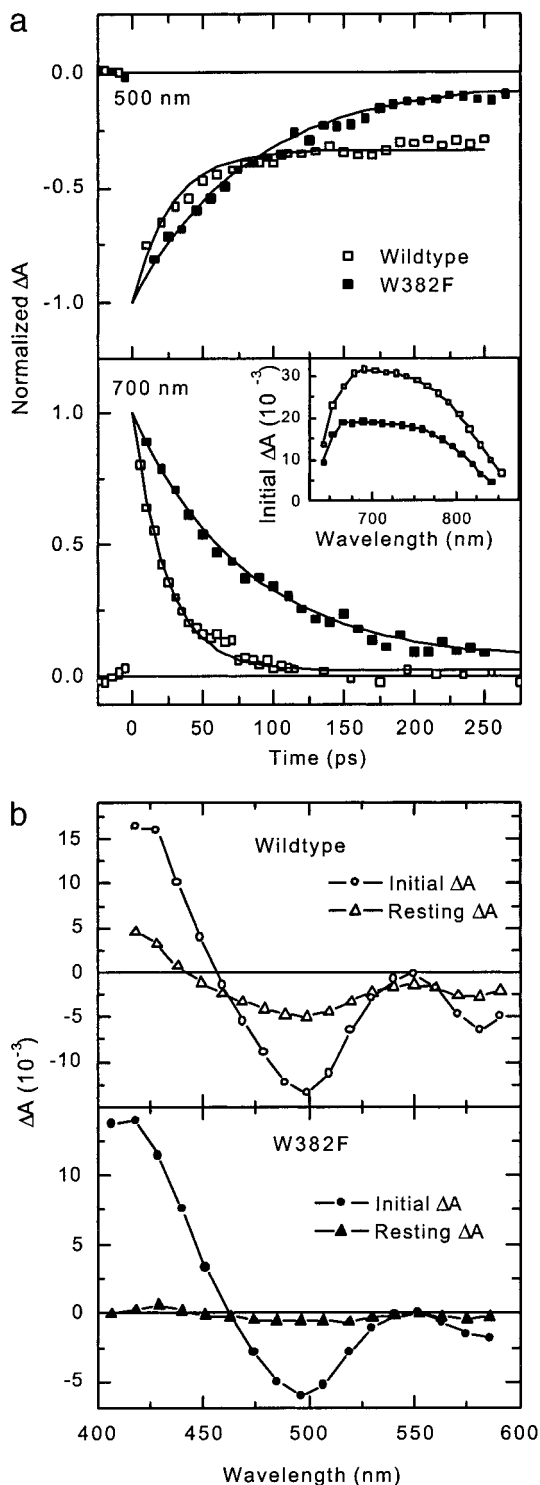 a
0.0
500 nm
-0.5
Wildtype
W382F
-1.0
Normalized ΔA
1.0
700 nm
30
20
10
0
Initial ΔA (10⁻³)
700 800
Wavelength (nm)
0.5
0.0
0 50 100 150 200 250
Time (ps)
b
15
Wildtype
10
Initial ΔA
5
Resting ΔA
0
-5
-10
ΔA (10⁻³)
W382F
10
Initial ΔA
5
Resting ΔA
0
-5
400 450 500 550 600
Wavelength (nm)